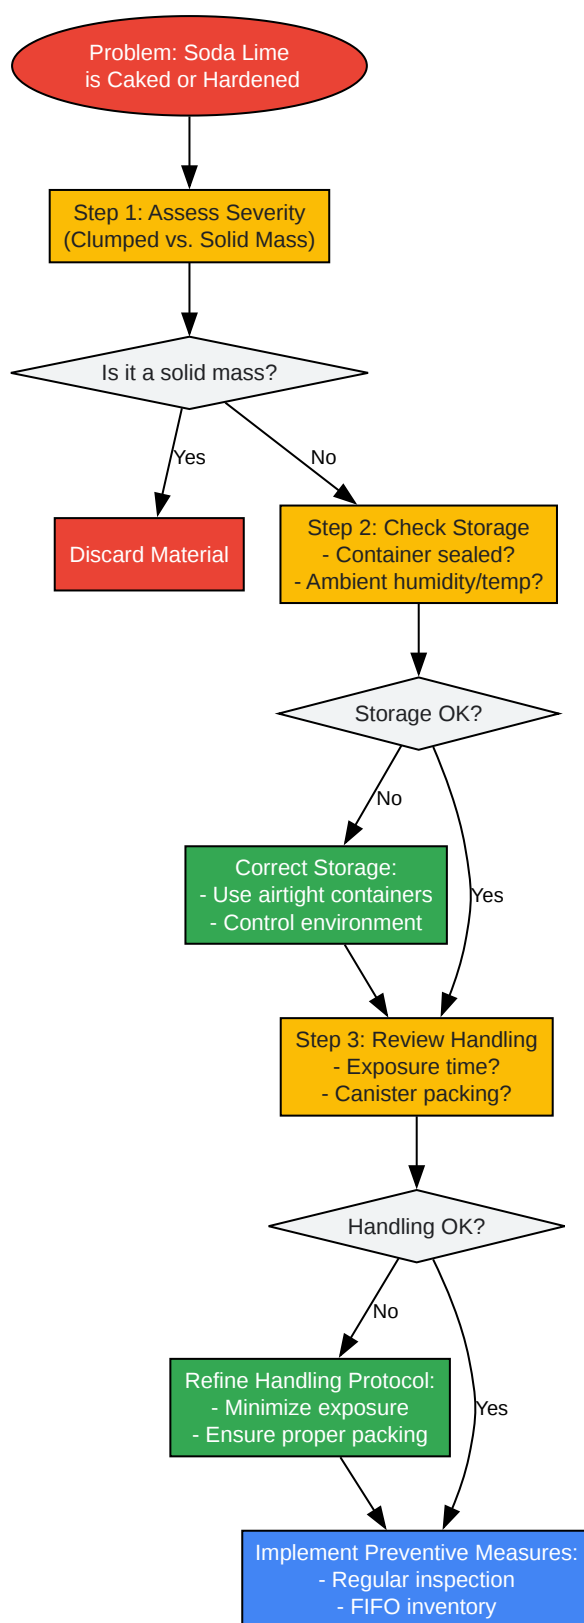 Problem: Soda Lime
is Caked or Hardened
Step 1: Assess Severity
(Clumped vs. Solid Mass)
Is it a solid mass?
Yes
No
Discard Material
Step 2: Check Storage
- Container sealed?
- Ambient humidity/temp?
Storage OK?
No
Correct Storage:
- Use airtight containers
- Control environment
Yes
Step 3: Review Handling
- Exposure time?
- Canister packing?
Handling OK?
No
Refine Handling Protocol:
- Minimize exposure
- Ensure proper packing
Yes
Implement Preventive Measures:
- Regular inspection
- FIFO inventory